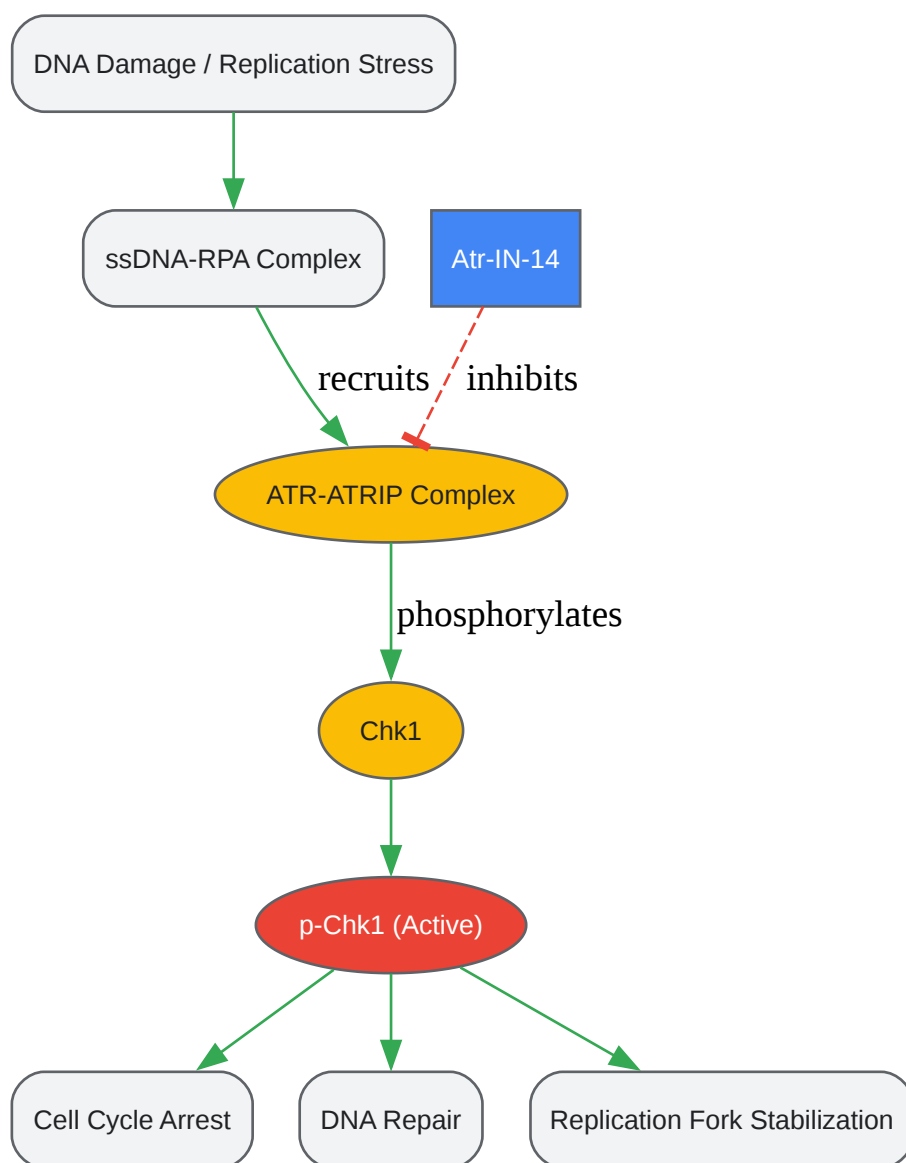 DNA Damage / Replication Stress
ssDNA-RPA Complex
Atr-IN-14
recruits
inhibits
ATR-ATRIP Complex
phosphorylates
Chk1
p-Chk1 (Active)
Cell Cycle Arrest
DNA Repair
Replication Fork Stabilization